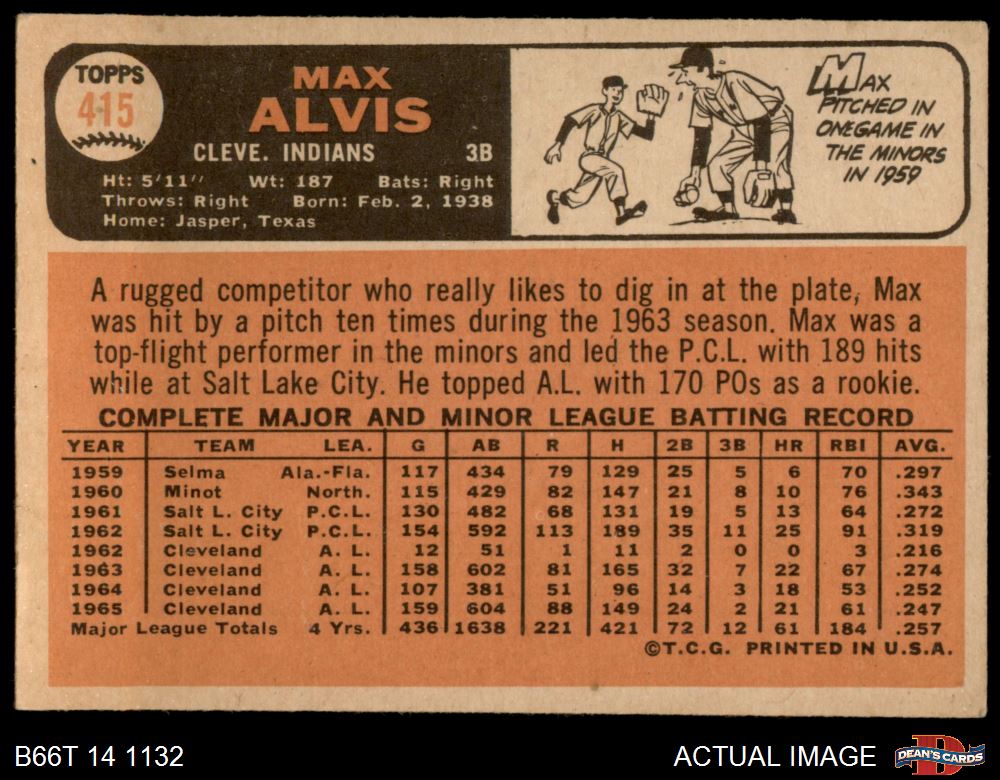 TOPPS
415
MAX
ALVIS
CLEVE. INDIANS 3B
Ht: 5'11" Wt: 187 Bats: Right
Throws: Right Born: Feb. 2, 1938
Home: Jasper, Texas
MAX
PITCHED IN
ONE GAME IN
THE MINORS
IN 1959
A rugged competitor who really likes to dig in at the plate, Max
was hit by a pitch ten times during the 1963 season. Max was a
top-flight performer in the minors and led the P.C.L. with 189 hits
while at Salt Lake City. He topped A.L. with 170 POs as a rookie.
COMPLETE MAJOR AND MINOR LEAGUE BATTING RECORD
YEAR TEAM LEA. G AB R H 2B 3B HR RBI AVG.
1959 Selma Ala.-Fla. 117 434 79 129 25 5 6 70 .297
1960 Minot North. 115 429 82 147 21 8 10 76 .343
1961 Salt L. City P.C.L. 130 482 68 131 19 5 13 64 .272
1962 Salt L. City P.C.L. 154 592 113 189 35 11 25 91 .319
1962 Cleveland A. L. 12 51 1 11 2 0 0 3 .216
1963 Cleveland A. L. 158 602 81 165 32 7 22 67 .274
1964 Cleveland A. L. 107 381 51 96 14 3 18 53 .252
1965 Cleveland A. L. 159 604 88 149 24 2 21 61 .247
Major League Totals 4 Yrs. 436 1638 221 421 72 12 61 184 .257
©T.C.G. PRINTED IN U.S.A.
B66T 14 1132 ACTUAL IMAGE DEAN'S CARDS